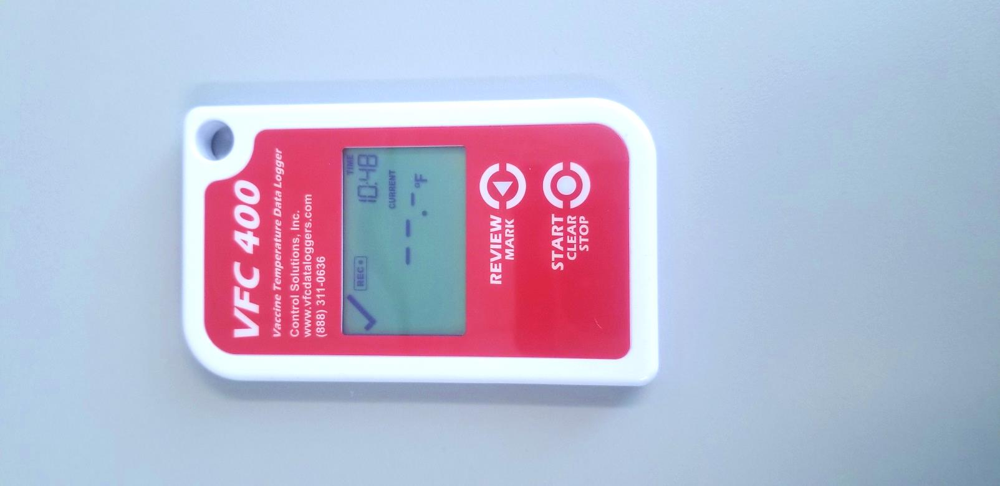 VFC 400
Vaccine Temperature Data Logger
Control Solutions, Inc.
www.vfcdataloggers.com
(888) 311-0636
TIME
REC
10:48
CURRENT
---.-°F
REVIEW
MARK
START
CLEAR
STOP